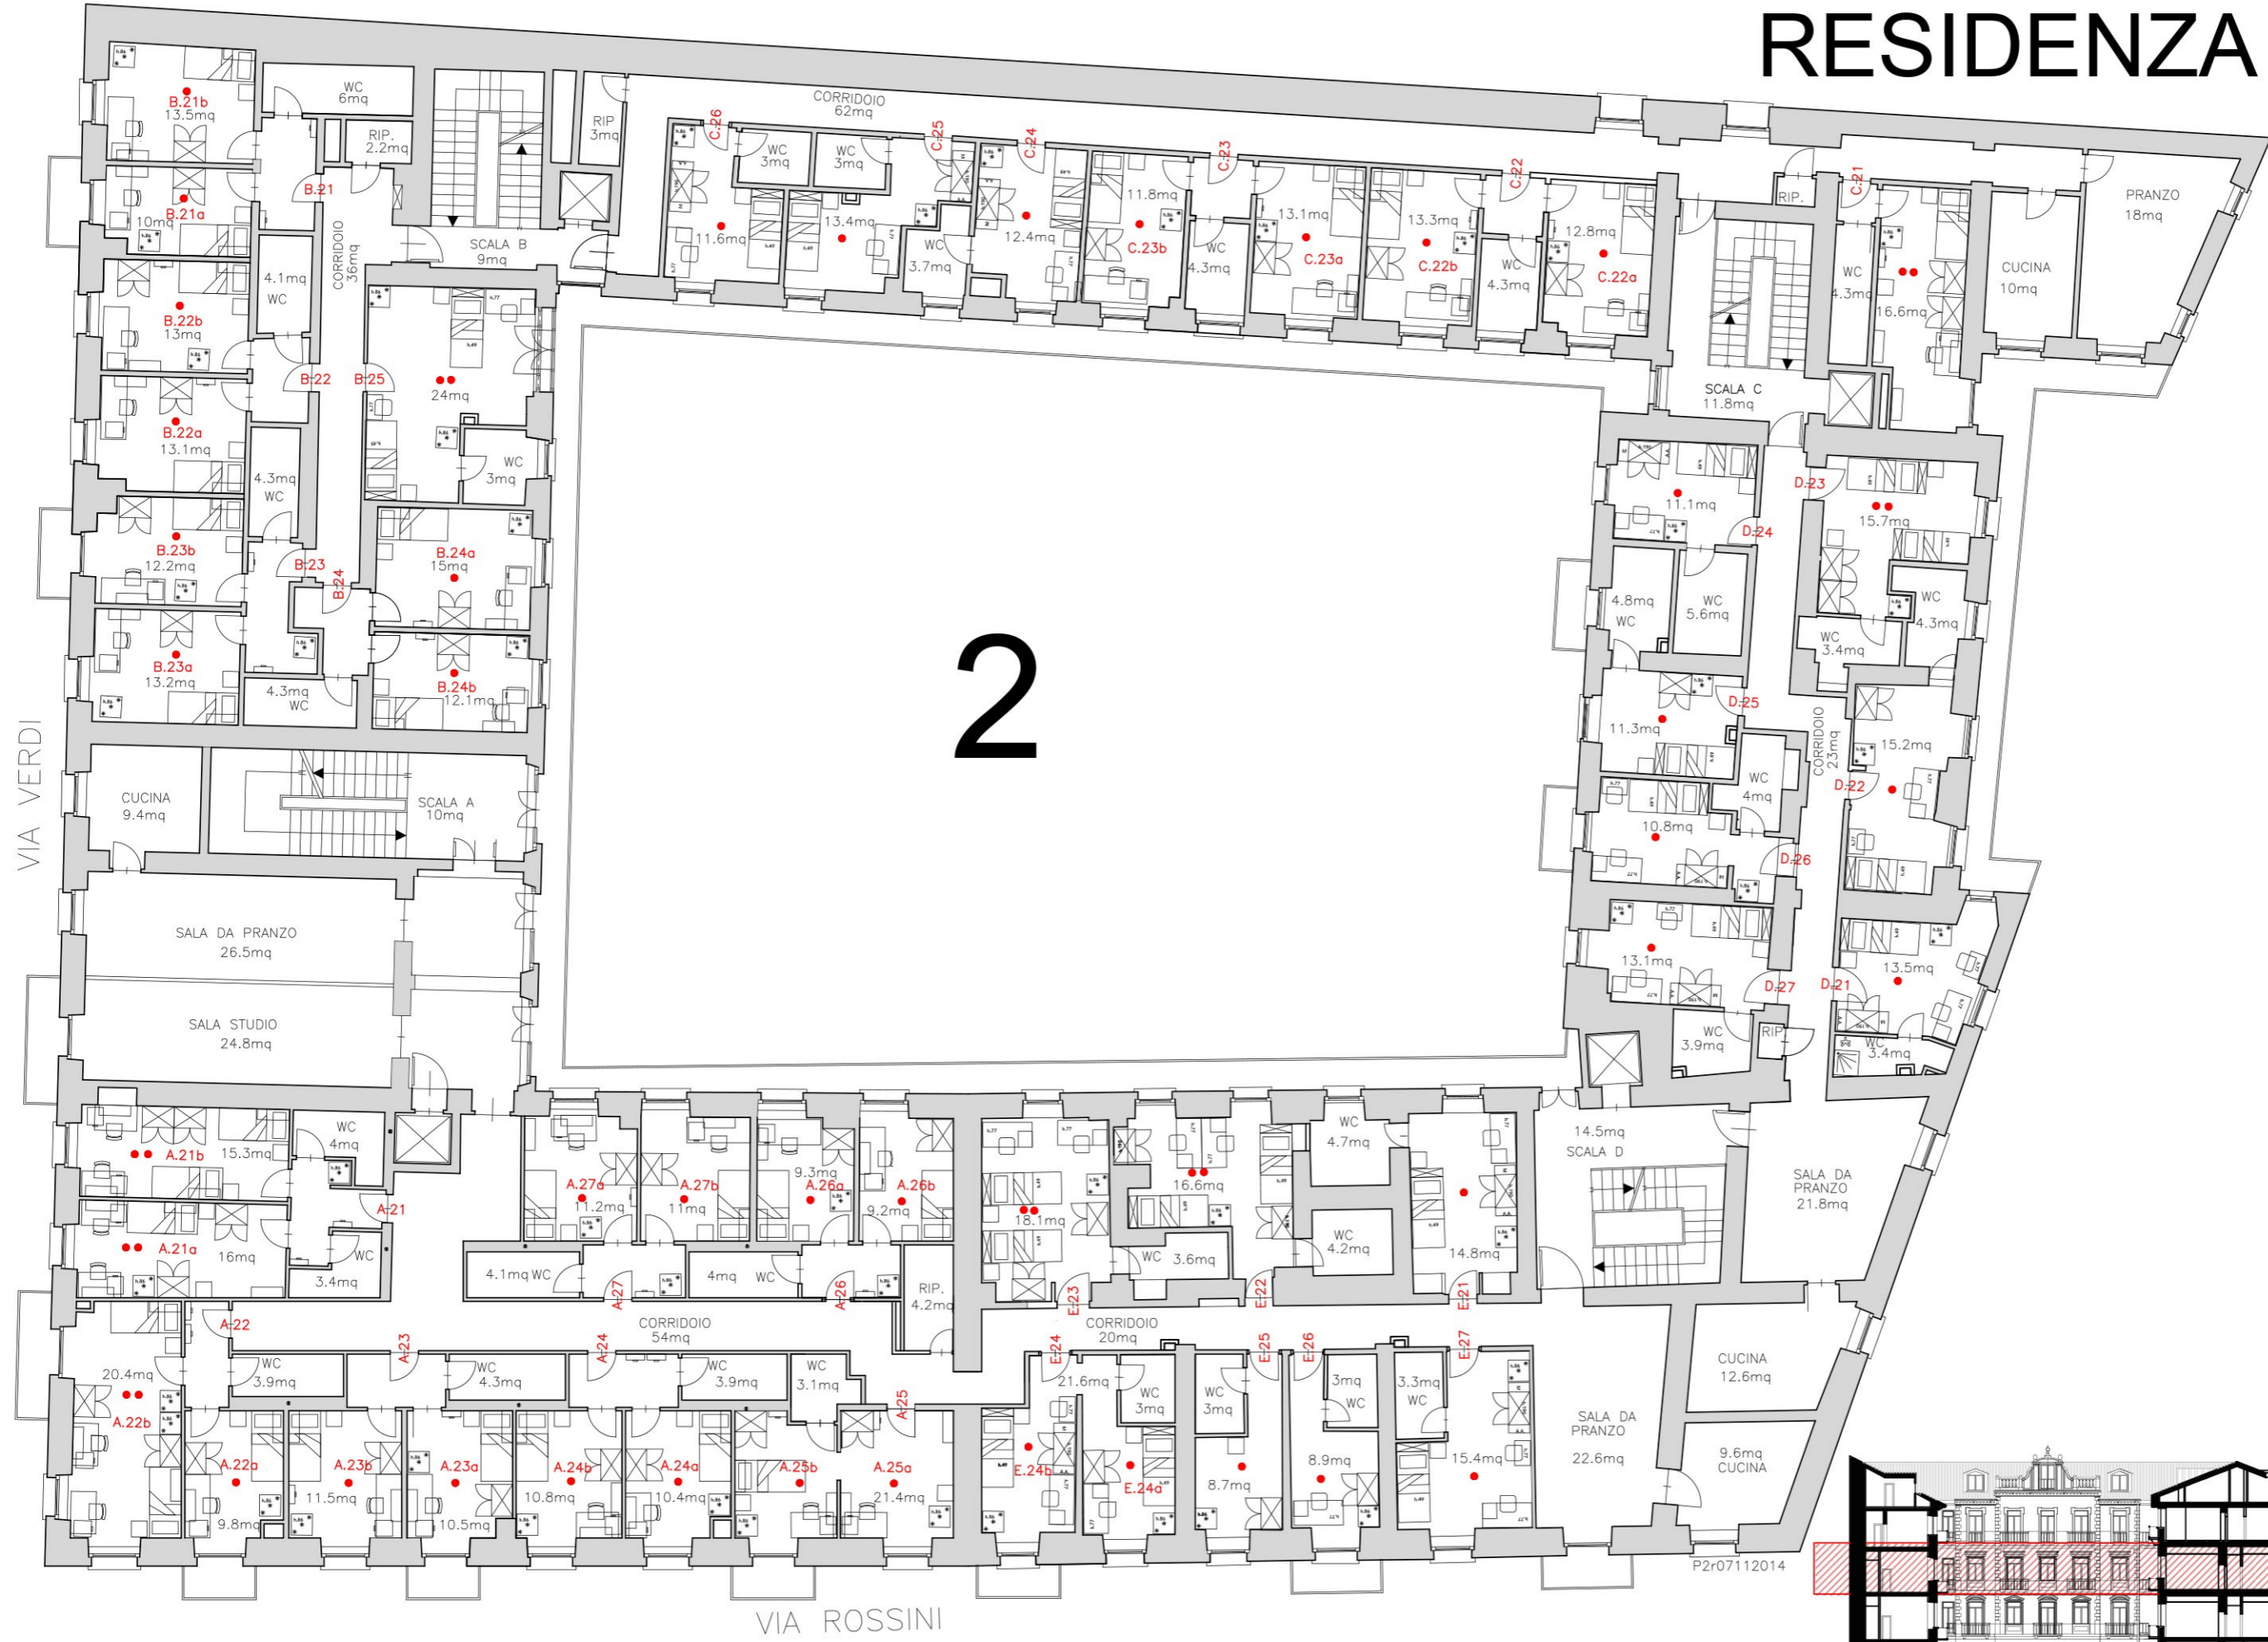 RESIDENZA
B.21b
13.5mq
WC
6mq
RIP.
2.2mq
RIP
3mq
CORRIDOIO
62mq
B.21
B.21a
10mq
4.1mq
WC
CORRIDOIO
36mq
SCALA B
9mq
B.22b
13mq
B.22
B.25
24mq
WC
3mq
B.22a
13.1mq
4.3mq
WC
B.23b
12.2mq
B.23
B.24
B.24a
15mq
B.23a
13.2mq
4.3mq
WC
B.24b
12.1mq
C.26
WC
3mq
WC
3mq
C.25
C.24
11.6mq
13.4mq
WC
3.7mq
12.4mq
11.8mq
C.23b
C.23
WC
4.3mq
13.1mq
C.23a
13.3mq
C.22b
C.22
WC
4.3mq
12.8mq
C.22a
RIP.
C.21
WC
4.3mq
16.6mq
CUCINA
10mq
PRANZO
18mq
SCALA C
11.8mq
2
11.1mq
D.24
D.23
15.7mq
4.8mq
WC
WC
5.6mq
WC
4.3mq
WC
3.4mq
11.3mq
D.25
CORRIDOIO
23mq
15.2mq
D.22
WC
4mq
10.8mq
D.26
13.1mq
D.27
D.21
13.5mq
WC
3.9mq
RIP
WC
3.4mq
VIA VERDI
CUCINA
9.4mq
SCALA A
10mq
SALA DA PRANZO
26.5mq
SALA STUDIO
24.8mq
A.21b
15.3mq
WC
4mq
A.21
A.21a
16mq
WC
3.4mq
A.27a
11.2mq
A.27b
11mq
9.3mq
A.26a
A.26b
9.2mq
4.1mq WC
A.27
4mq WC
A.26
RIP.
4.2mq
18.1mq
E.23
16.6mq
WC 3.6mq
E.22
WC
4.7mq
WC
4.2mq
14.8mq
E.21
14.5mq
SCALA D
SALA DA
PRANZO
21.8mq
A.22
CORRIDOIO
54mq
CORRIDOIO
20mq
20.4mq
A.22b
WC
3.9mq
A.23
WC
4.3mq
A.24
WC
3.9mq
WC
3.1mq
A.25
A.22a
9.8mq
A.23b
11.5mq
A.23a
10.5mq
A.24b
10.8mq
A.24a
10.4mq
A.25b
A.25a
21.4mq
E.24
21.6mq
WC
3mq
E.24b
E.24a
E.25
WC
3mq
8.7mq
E.26
3mq
WC
8.9mq
E.27
3.3mq
WC
15.4mq
SALA DA
PRANZO
22.6mq
CUCINA
12.6mq
9.6mq
CUCINA
P2r07112014
VIA ROSSINI